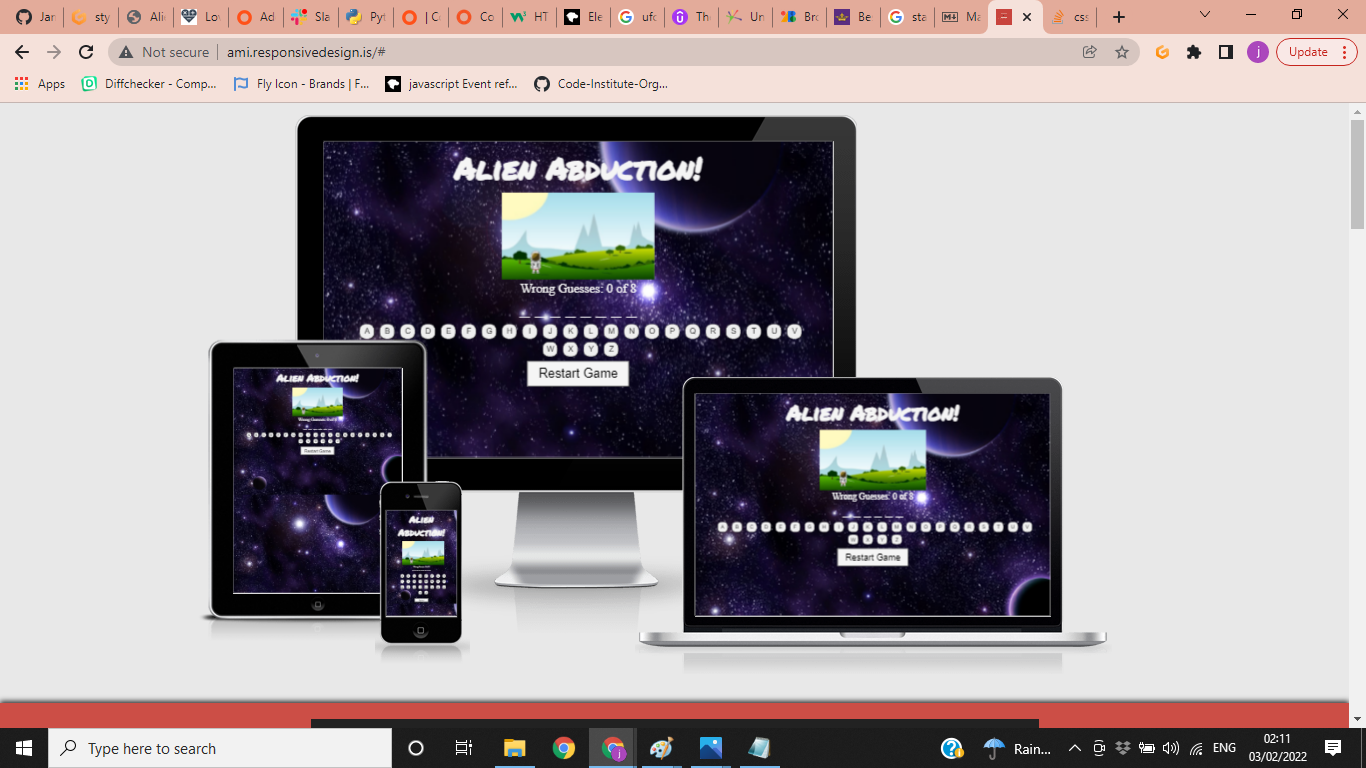 Jar
sty
Ali
Lo
Ad
Sla
Pyt
| C
Co
HT
Ele
ufo
Th
Un
Bro
Be
sta
Ma
css
Not secure
ami.responsivedesign.is/#
j
Update
Apps
Diffchecker - Comp...
Fly Icon - Brands | F...
javascript Event ref...
Code-Institute-Org...
Alien Abduction!
Wrong Guesses: 0 of 8
A B C D E F G H I J K L M N O P Q R S T U V
W X Y Z
Restart Game
Alien Abduction!
Restart Game
Alien
Abduction!
Alien Abduction!
Wrong Guesses: 0 of 8
A B C D E F G H I J K L M N O P Q R S T U V
W X Y Z
Restart Game
Type here to search
j
Rain...
ENG
02:11
03/02/2022